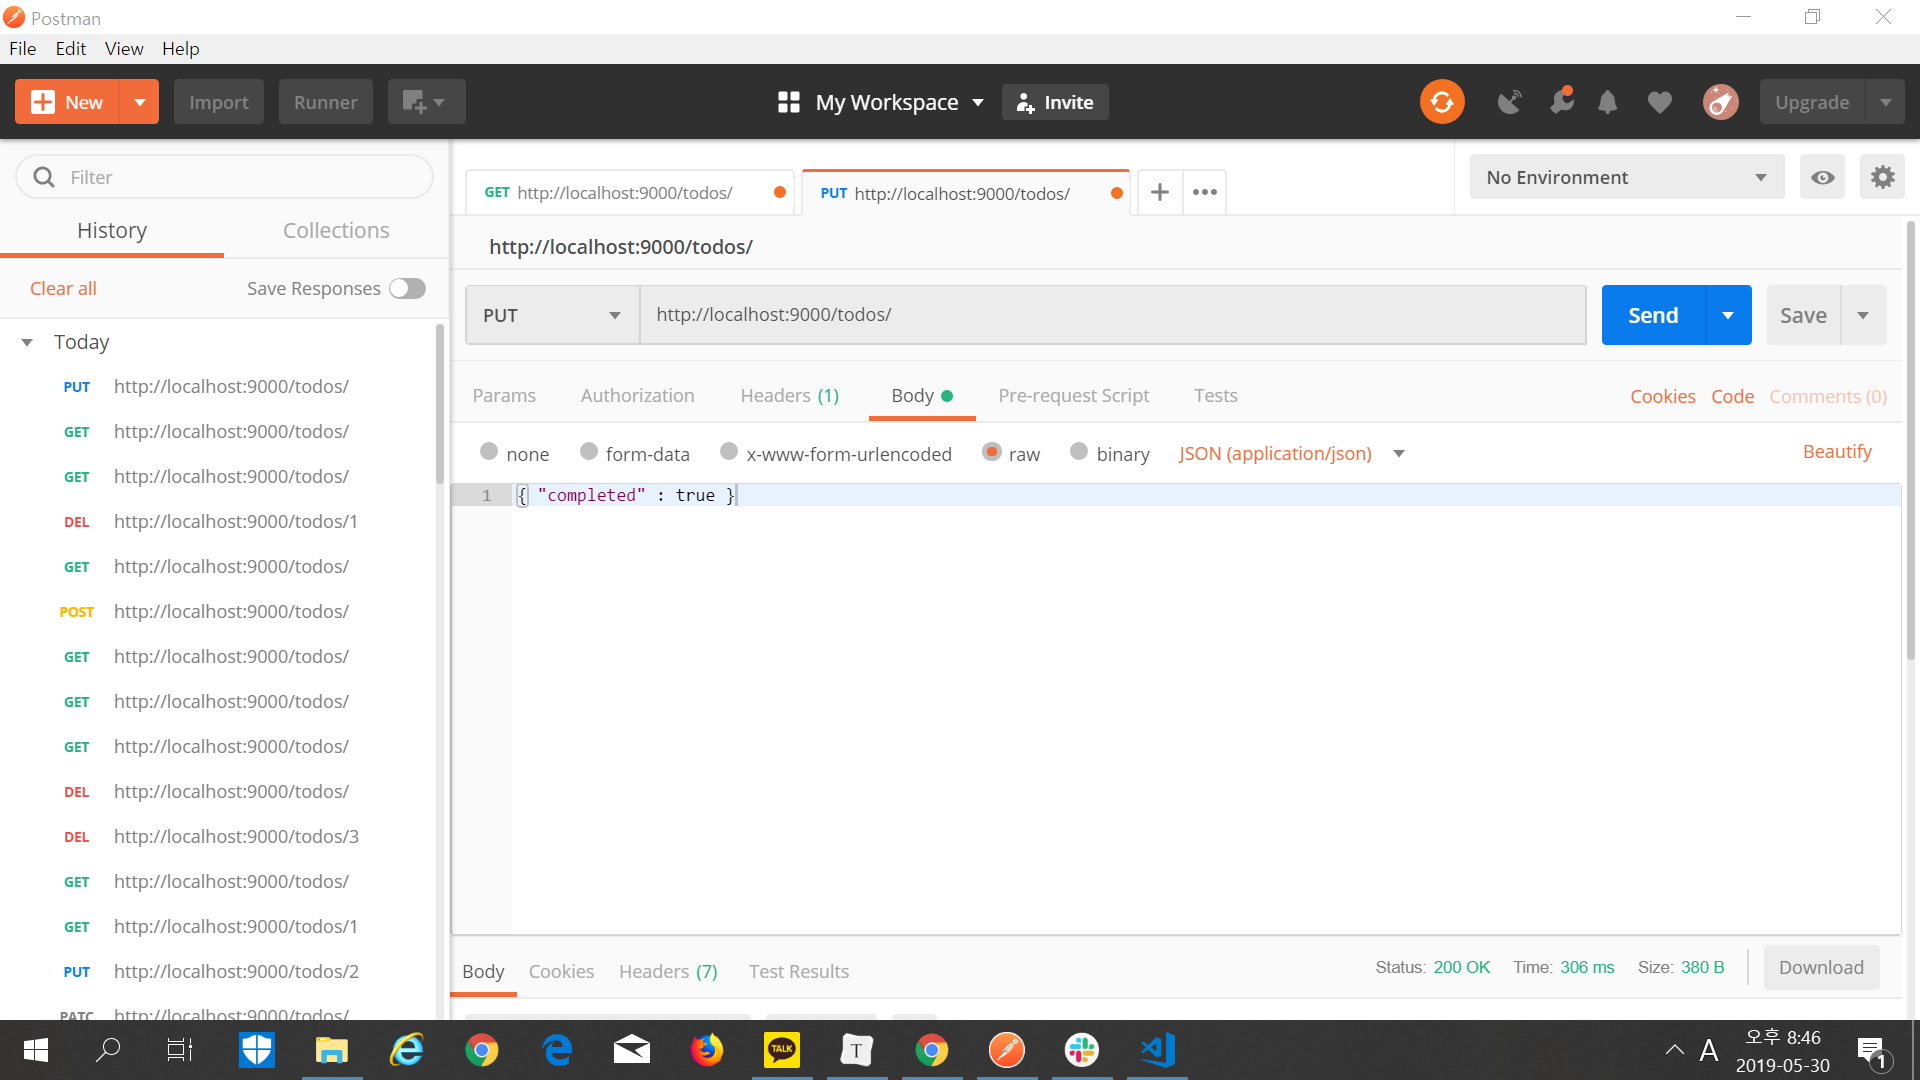 Postman
File Edit View Help
New Import Runner My Workspace Invite Upgrade
Filter
History Collections
Clear all Save Responses
Today
PUT http://localhost:9000/todos/
GET http://localhost:9000/todos/
GET http://localhost:9000/todos/
DEL http://localhost:9000/todos/1
GET http://localhost:9000/todos/
POST http://localhost:9000/todos/
GET http://localhost:9000/todos/
GET http://localhost:9000/todos/
GET http://localhost:9000/todos/
DEL http://localhost:9000/todos/
DEL http://localhost:9000/todos/3
GET http://localhost:9000/todos/
GET http://localhost:9000/todos/1
PUT http://localhost:9000/todos/2
PATC http://localhost:9000/todos/
GET http://localhost:9000/todos/ PUT http://localhost:9000/todos/ No Environment
http://localhost:9000/todos/
PUT http://localhost:9000/todos/ Send Save
Params Authorization Headers (1) Body Pre-request Script Tests Cookies Code Comments (0)
none form-data x-www-form-urlencoded raw binary JSON (application/json) Beautify
1 { "completed" : true }
Body Cookies Headers (7) Test Results Status: 200 OK Time: 306 ms Size: 380 B Download
TALK T A 오후 8:46
2019-05-30 1